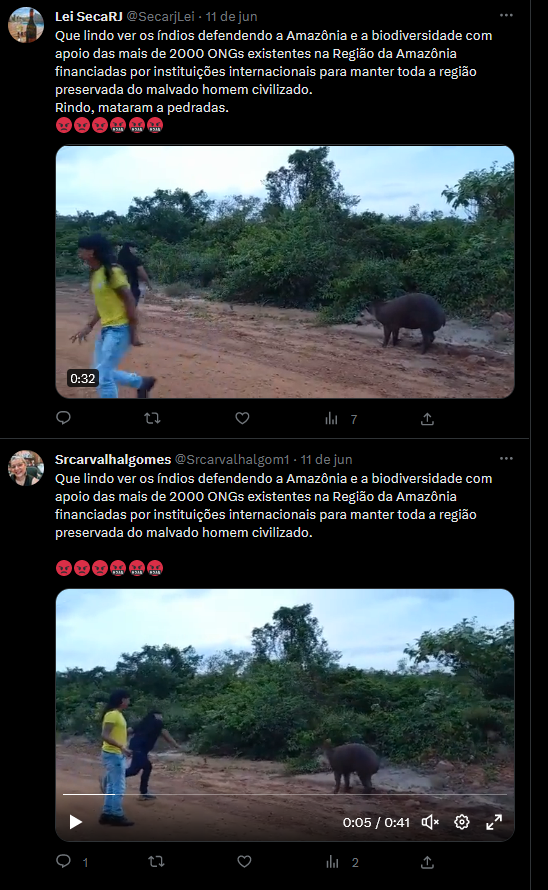 Lei SecaRJ @SecarjLei · 11 de jun
Que lindo ver os índios defendendo a Amazônia e a biodiversidade com
apoio das mais de 2000 ONGs existentes na Região da Amazônia
financiadas por instituições internacionais para manter toda a região
preservada do malvado homem civilizado.
Rindo, mataram a pedradas.
😡😡😡🤬🤬🤬
0:32
7
Srcarvalhalgomes @Srcarvalhalgom1 · 11 de jun
Que lindo ver os índios defendendo a Amazônia e a biodiversidade com
apoio das mais de 2000 ONGs existentes na Região da Amazônia
financiadas por instituições internacionais para manter toda a região
preservada do malvado homem civilizado.
😡😡😡🤬🤬🤬
0:05 / 0:41
1 2